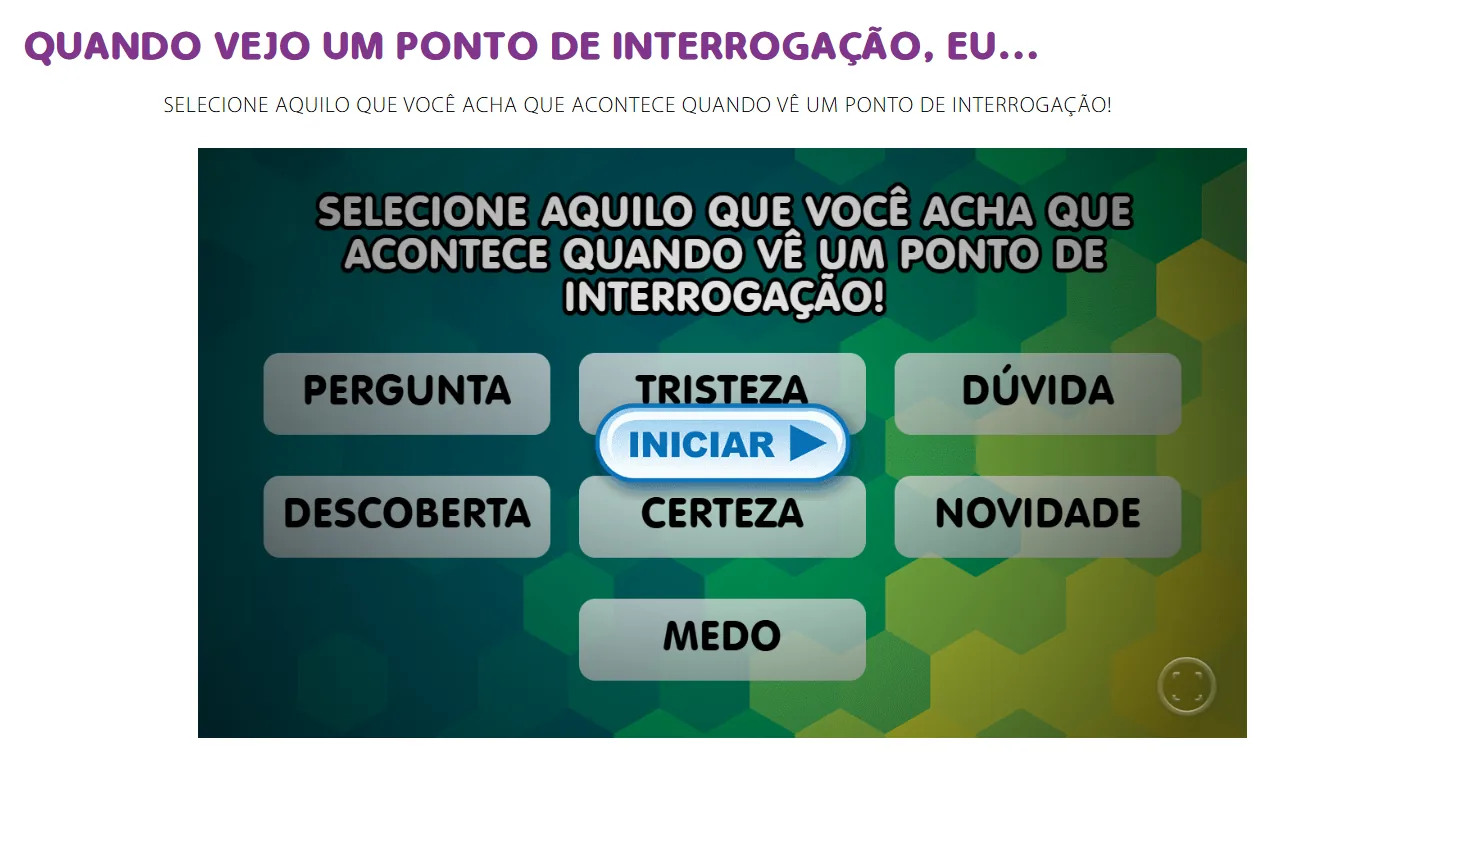 QUANDO VEJO UM PONTO DE INTERROGAÇÃO, EU...
SELECIONE AQUILO QUE VOCÊ ACHA QUE ACONTECE QUANDO VÊ UM PONTO DE INTERROGAÇÃO!
SELECIONE AQUILO QUE VOCÊ ACHA QUE
ACONTECE QUANDO VÊ UM PONTO DE
INTERROGAÇÃO!
PERGUNTA
TRISTEZA
DÚVIDA
INICIAR
DESCOBERTA
CERTEZA
NOVIDADE
MEDO